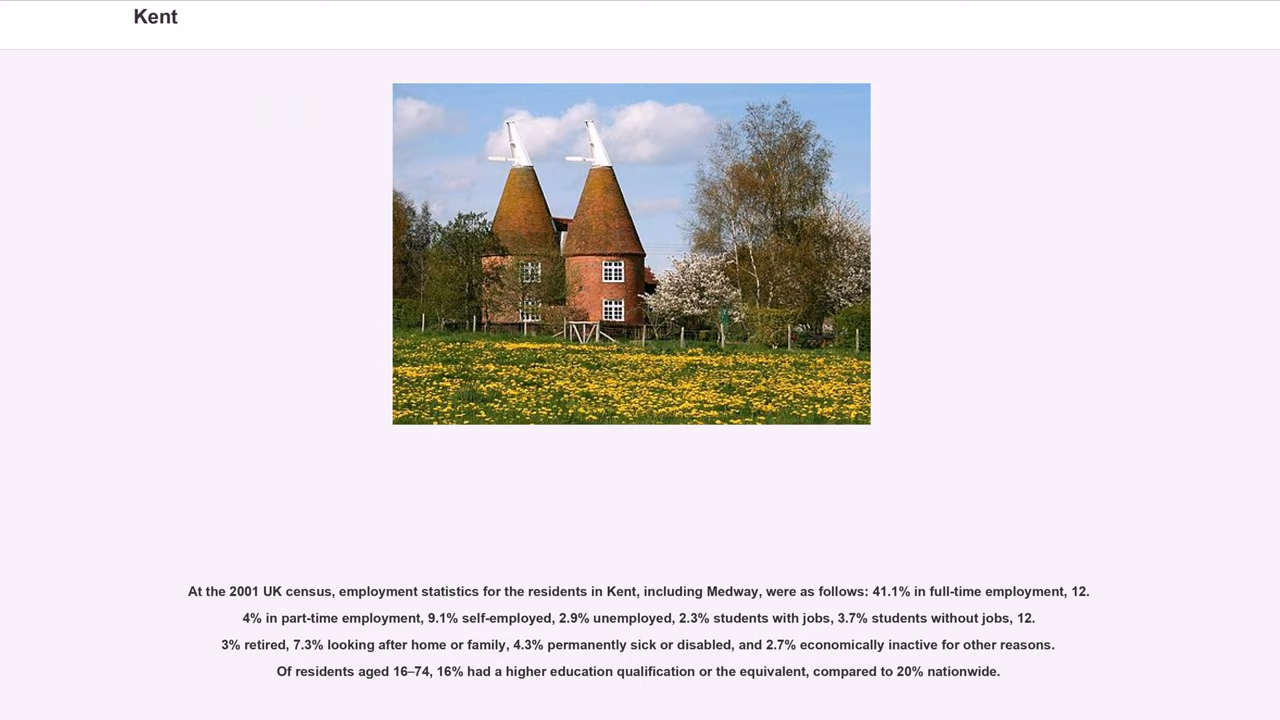 Kent
At the 2001 UK census, employment statistics for the residents in Kent, including Medway, were as follows: 41.1% in full-time employment, 12.
4% in part-time employment, 9.1% self-employed, 2.9% unemployed, 2.3% students with jobs, 3.7% students without jobs, 12.
3% retired, 7.3% looking after home or family, 4.3% permanently sick or disabled, and 2.7% economically inactive for other reasons.
Of residents aged 16–74, 16% had a higher education qualification or the equivalent, compared to 20% nationwide.